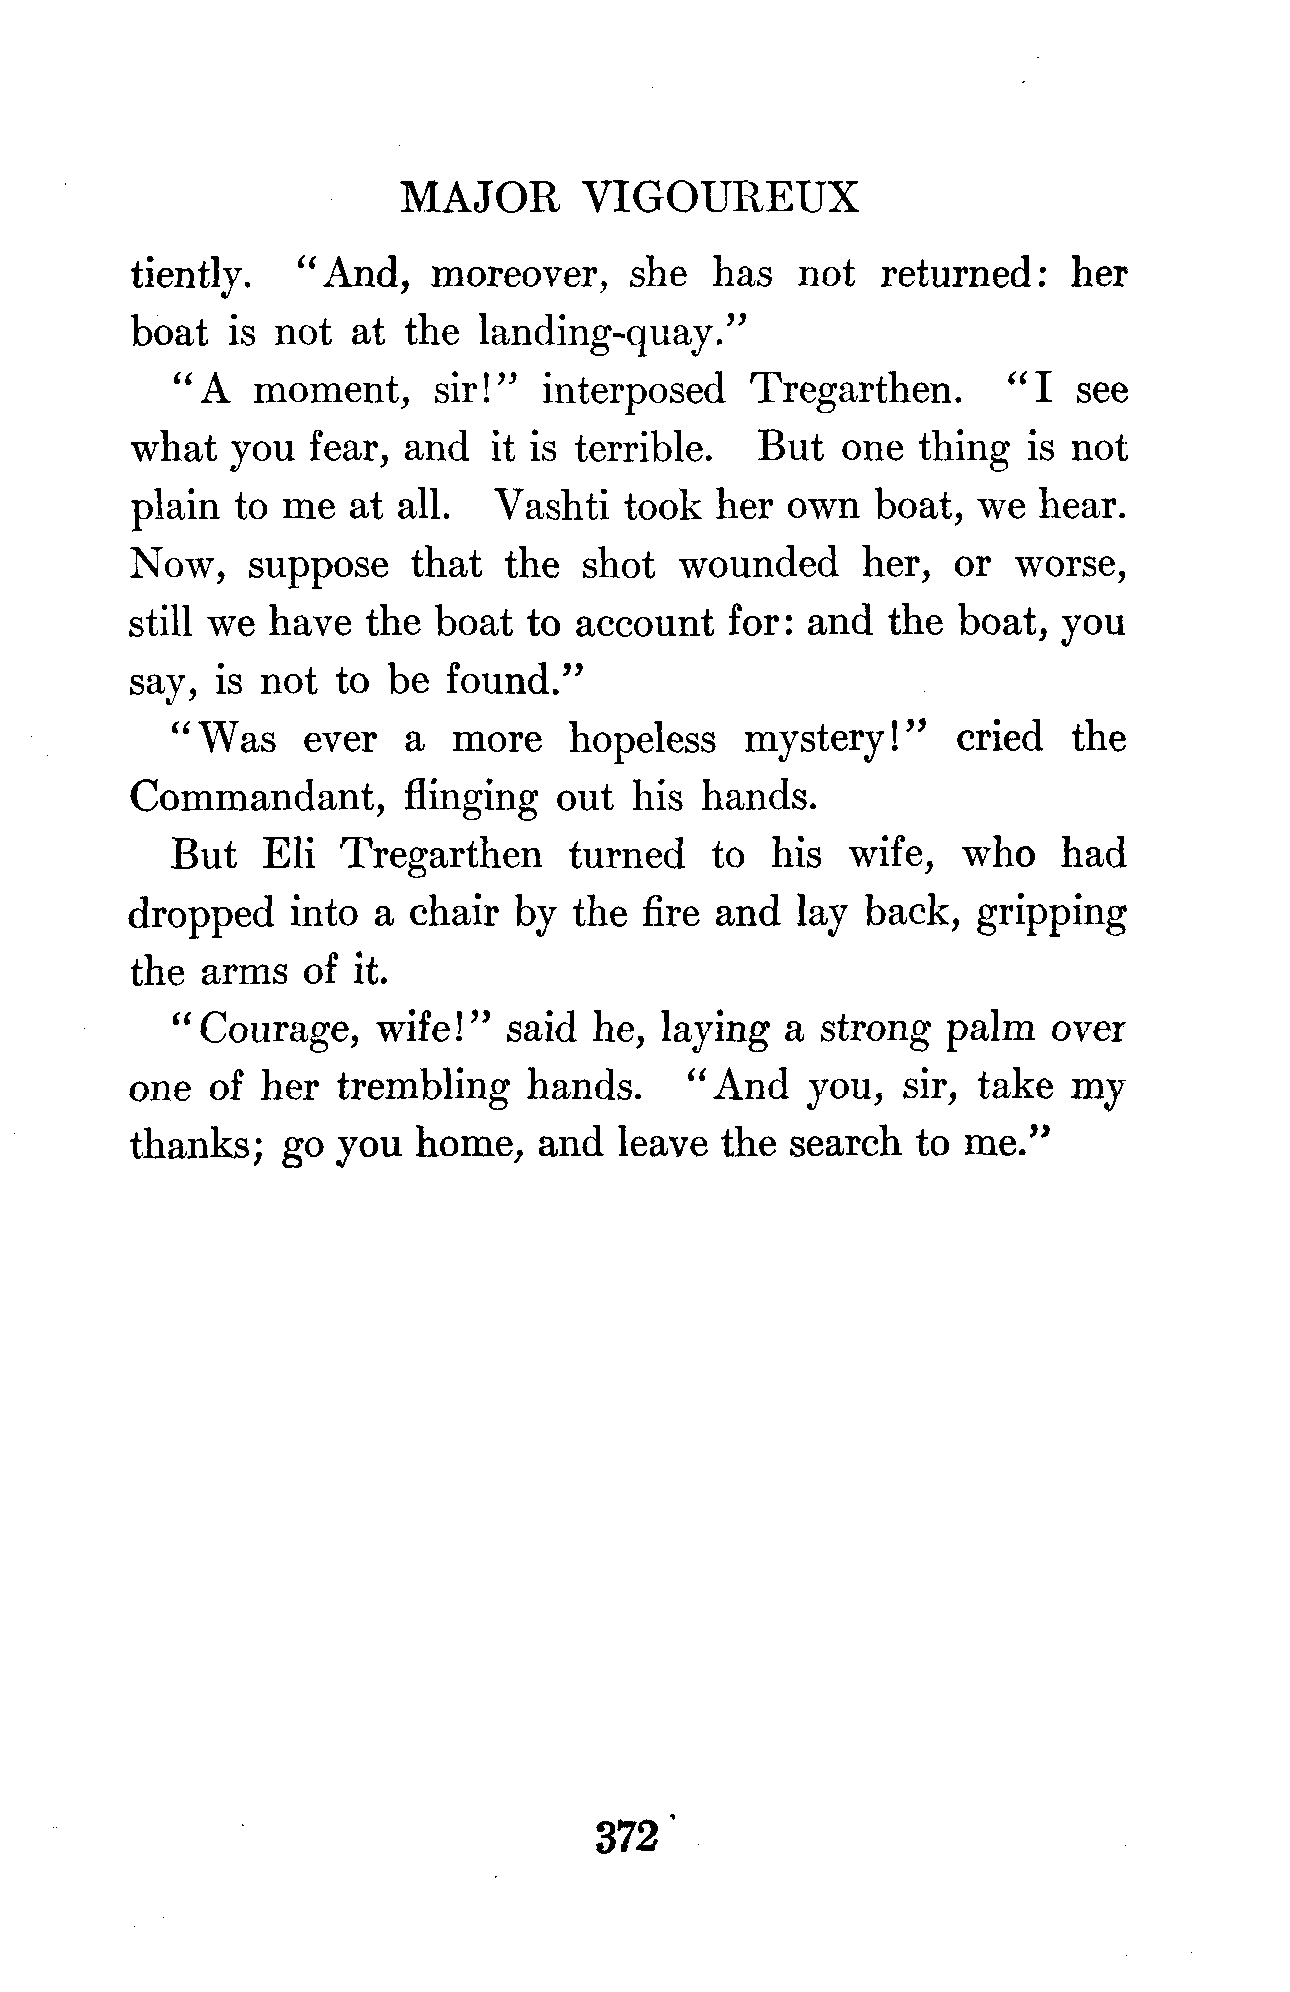 MAJOR VIGOUREUX
tiently. "And, moreover, she has not returned: her
boat is not at the landing-quay."
"A moment, sir!" interposed Tregarthen. "I see
what you fear, and it is terrible. But one thing is not
plain to me at all. Vashti took her own boat, we hear.
Now, suppose that the shot wounded her, or worse,
still we have the boat to account for: and the boat, you
say, is not to be found."
"Was ever a more hopeless mystery!" cried the
Commandant, flinging out his hands.
But Eli Tregarthen turned to his wife, who had
dropped into a chair by the fire and lay back, gripping
the arms of it.
"Courage, wife!" said he, laying a strong palm over
one of her trembling hands. "And you, sir, take my
thanks; go you home, and leave the search to me."
372